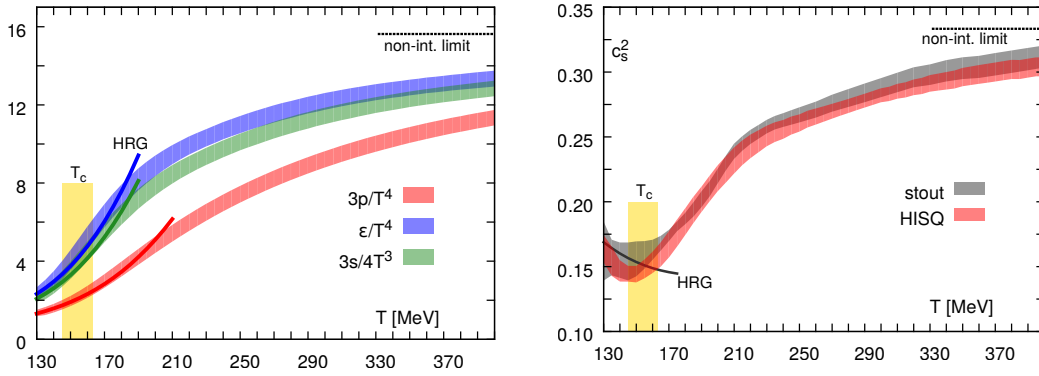 16
12
8
4
0
130 170 210 250 290 330 370
non-int. limit
HRG
T_c
3p/T^4
ε/T^4
3s/4T^3
T [MeV]
0.35
0.30
0.25
0.20
0.15
0.10
130 170 210 250 290 330 370
c_s^2
non-int. limit
T_c
stout
HISQ
HRG
T [MeV]